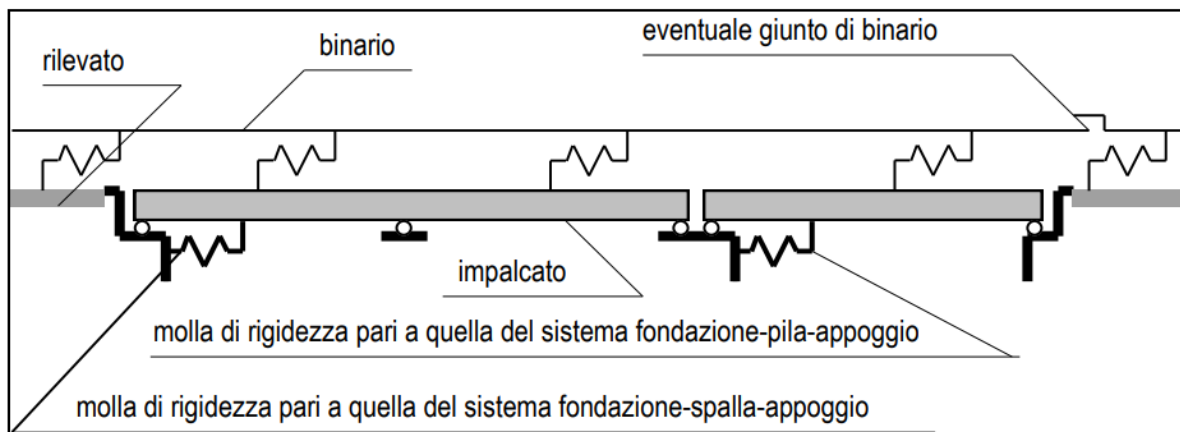 eventuale giunto di binario
binario
rilevato
impalcato
molla di rigidezza pari a quella del sistema fondazione-pila-appoggio
molla di rigidezza pari a quella del sistema fondazione-spalla-appoggio